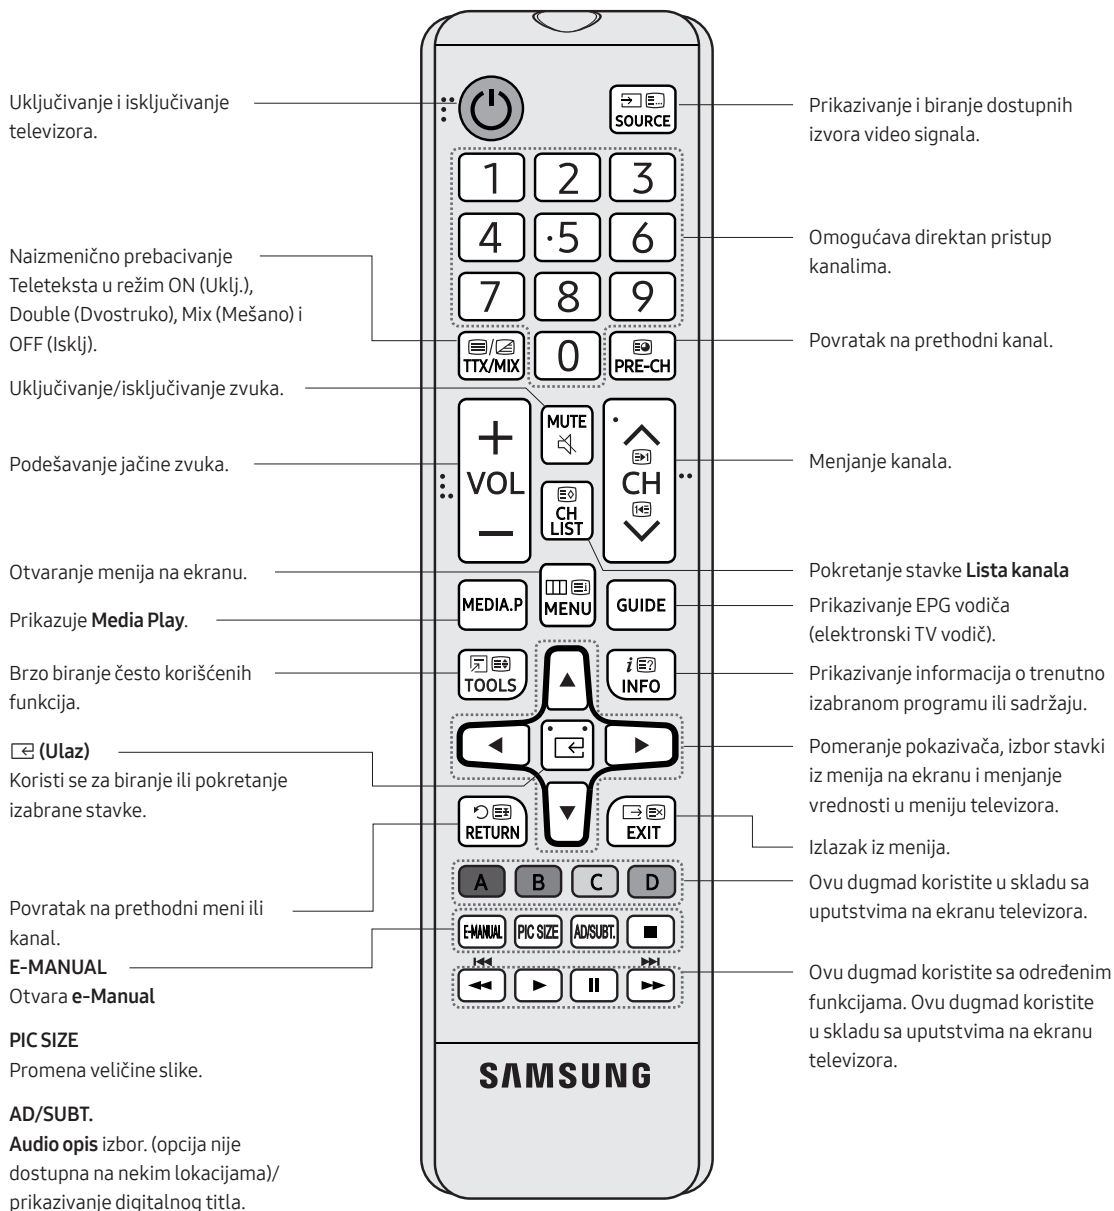 Uključivanje i isključivanje
televizora.
Naizmenično prebacivanje
Teleteksta u režim ON (Uklj.),
Double (Dvostruko), Mix (Mešano) i
OFF (Isklj).
Uključivanje/isključivanje zvuka.
Podešavanje jačine zvuka.
Otvaranje menija na ekranu.
Prikazuje Media Play.
Brzo biranje često korišćenih
funkcija.
(Ulaz)
Koristi se za biranje ili pokretanje
izabrane stavke.
Povratak na prethodni meni ili
kanal.
E-MANUAL
Otvara e-Manual
PIC SIZE
Promena veličine slike.
AD/SUBT.
Audio opis izbor. (opcija nije
dostupna na nekim lokacijama)/
prikazivanje digitalnog titla.
SOURCE
1 2 3
4 5 6
7 8 9
TTX/MIX 0 PRE-CH
MUTE
VOL
CH
CH
LIST
MEDIA.P
MENU
GUIDE
TOOLS
INFO
RETURN
EXIT
A B C D
E-MANUAL PIC SIZE AD/SUBT.
SAMSUNG
Prikazivanje i biranje dostupnih
izvora video signala.
Omogućava direktan pristup
kanalima.
Povratak na prethodni kanal.
Menjanje kanala.
Pokretanje stavke Lista kanala
Prikazivanje EPG vodiča
(elektronski TV vodič).
Prikazivanje informacija o trenutno
izabranom programu ili sadržaju.
Pomeranje pokazivača, izbor stavki
iz menija na ekranu i menjanje
vrednosti u meniju televizora.
Izlazak iz menija.
Ovu dugmad koristite u skladu sa
uputstvima na ekranu televizora.
Ovu dugmad koristite sa određenim
funkcijama. Ovu dugmad koristite
u skladu sa uputstvima na ekranu
televizora.